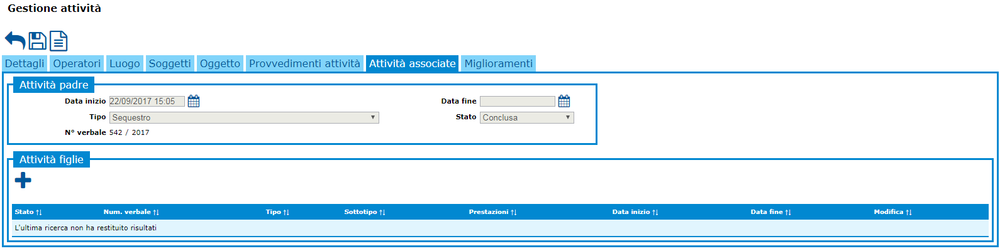 Gestione attività
Dettagli Operatori Luogo Soggetti Oggetto Provvedimenti attività Attività associate Miglioramenti
Attività padre
Data inizio 22/09/2017 15:05 Data fine
Tipo Sequestro Stato Conclusa
N° verbale 542 / 2017
Attività figlie
Stato Num. verbale Tipo Sottotipo Prestazioni Data inizio Data fine Modifica
L'ultima ricerca non ha restituito risultati